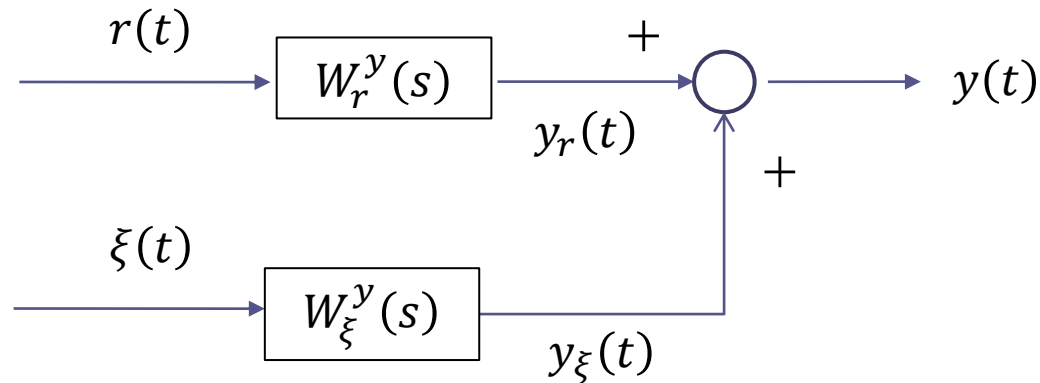 r(t)
+
W_r^y(s)
y(t)
y_r(t)
+
ξ(t)
W_ξ^y(s)
y_ξ(t)